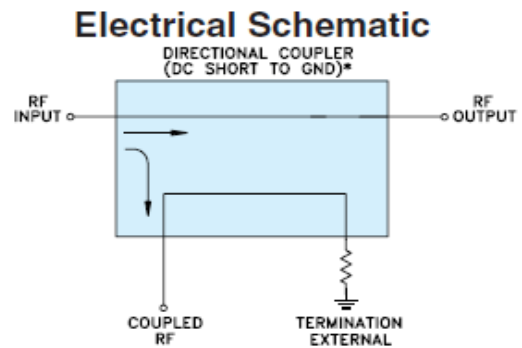 Electrical Schematic
DIRECTIONAL COUPLER
(DC SHORT TO GND)*
RF
INPUT
RF
OUTPUT
COUPLED
RF
TERMINATION
EXTERNAL